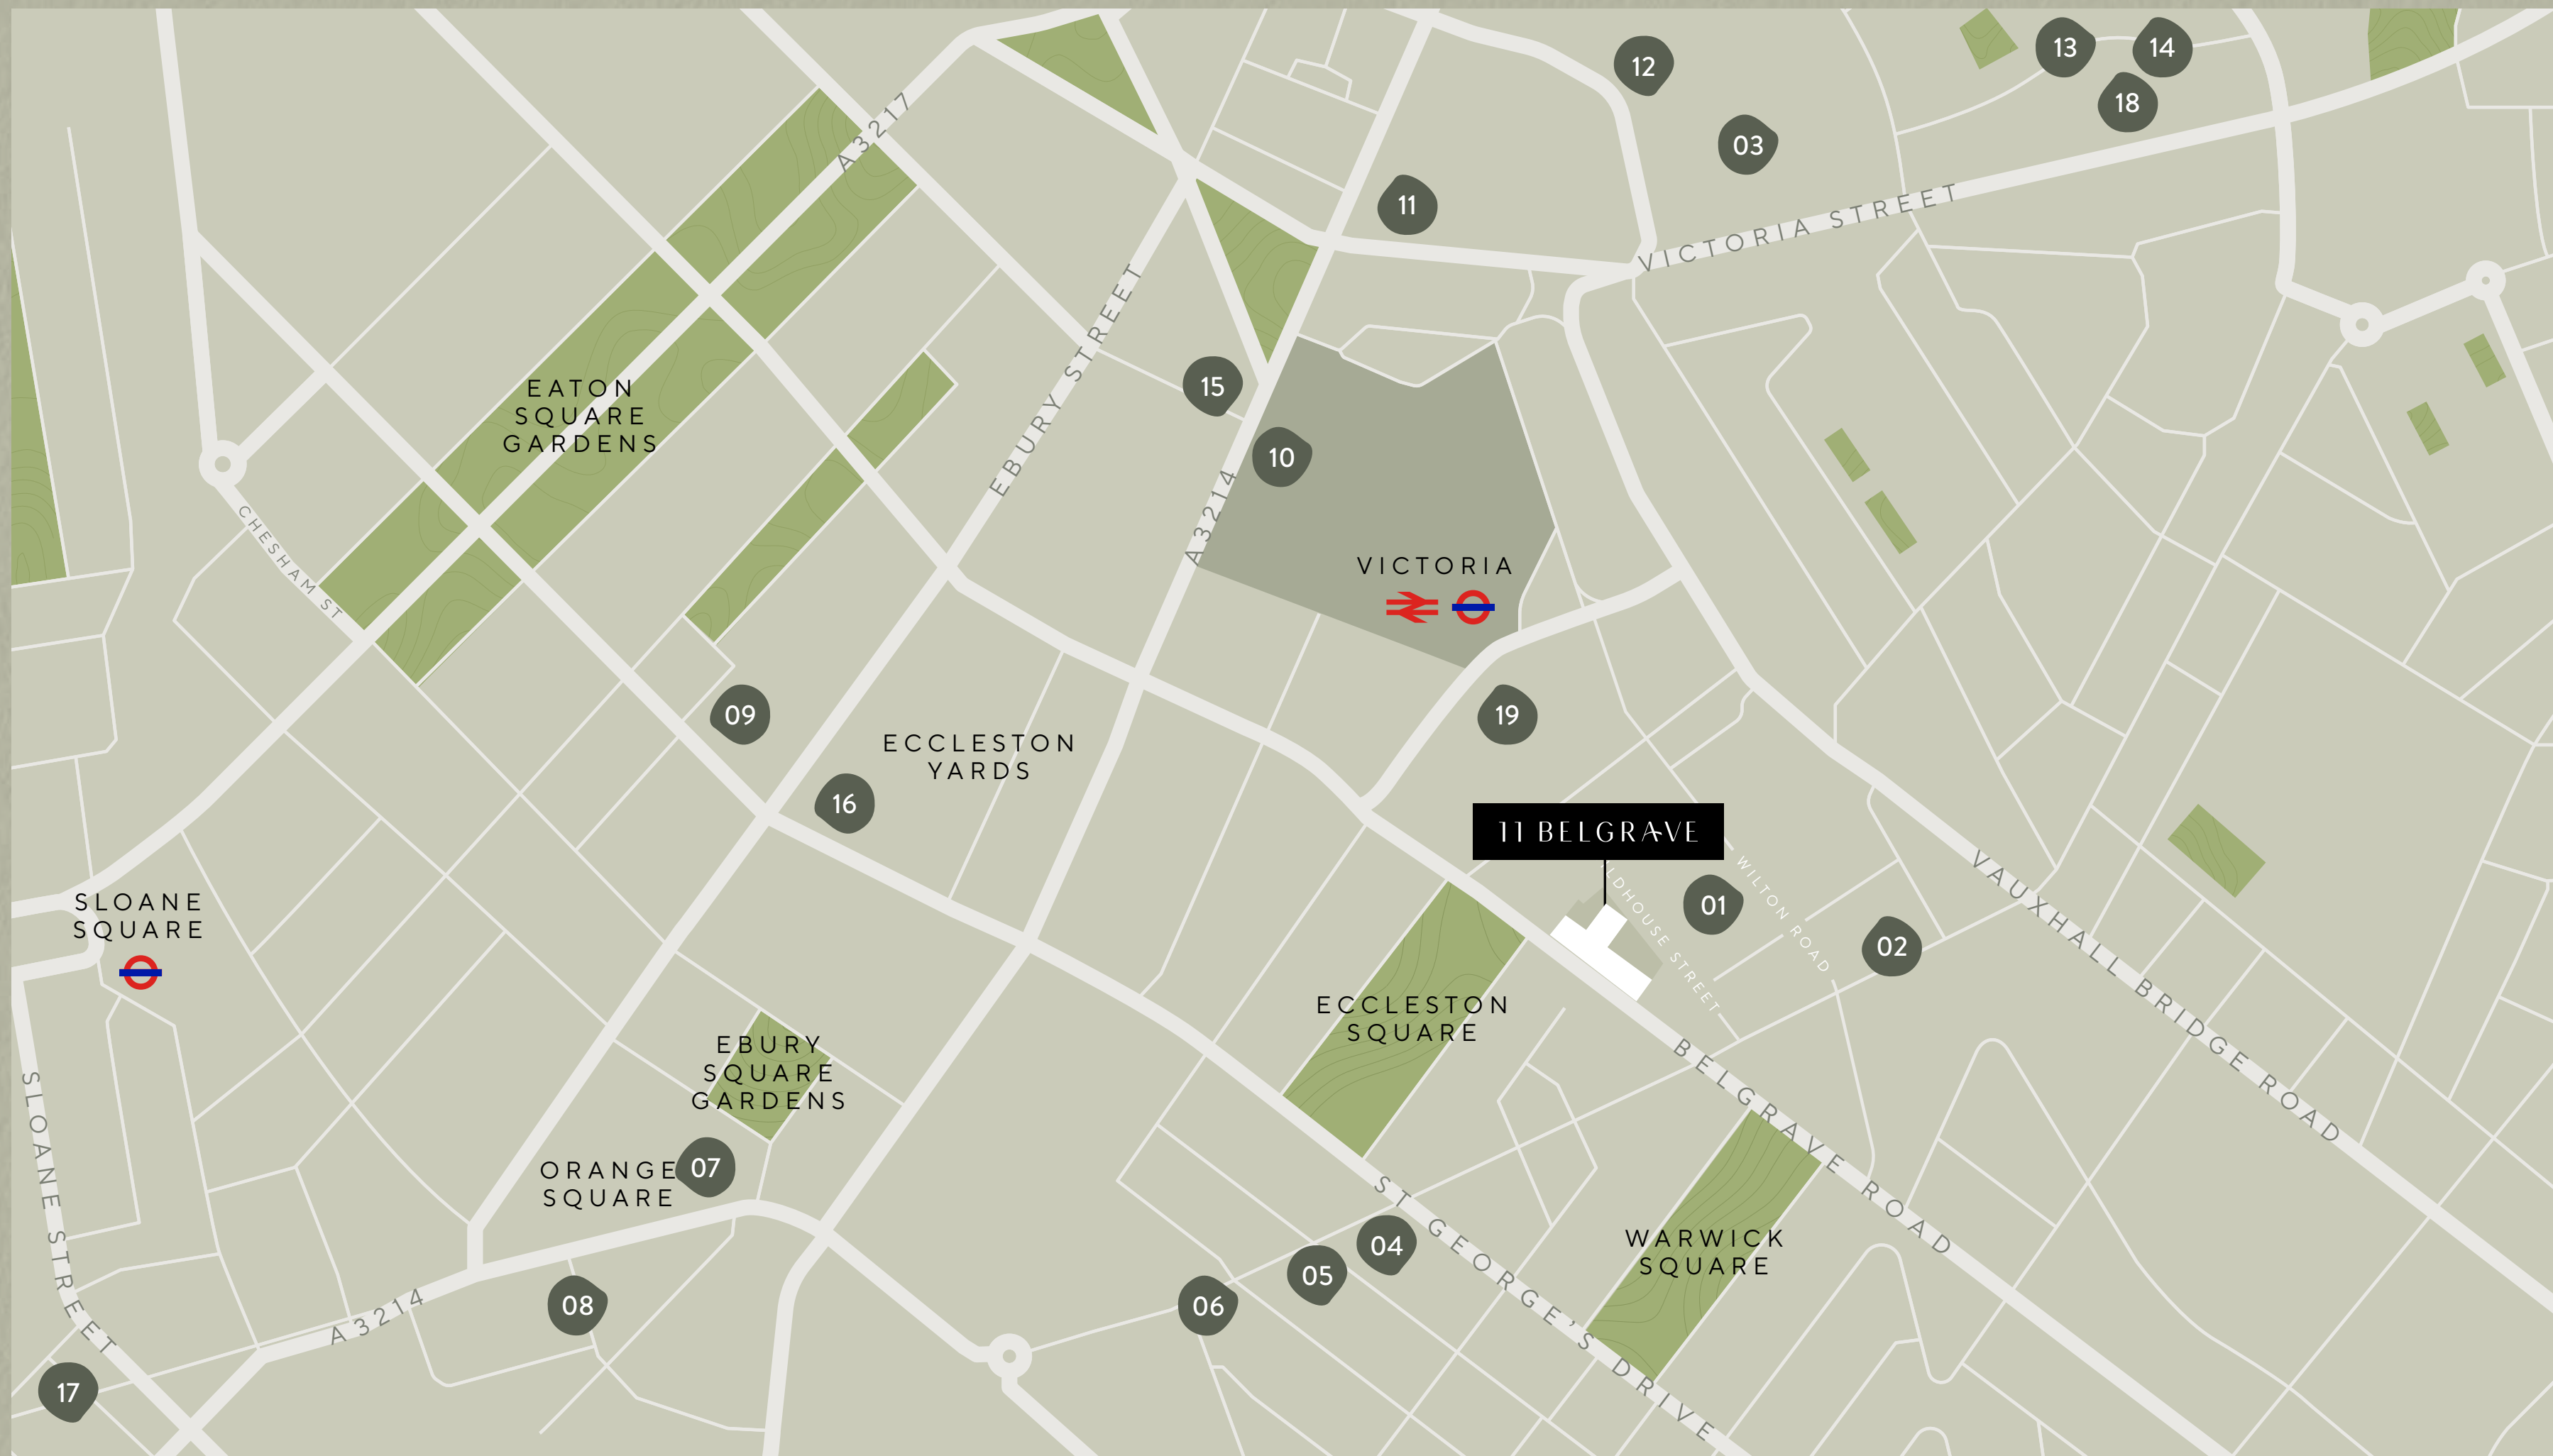 13
14
12
18
A3217
03
11
VICTORIA STREET
EBURY STREET
15
EATON
SQUARE
GARDENS
10
A3214
CHESHAM ST
VICTORIA
09
19
ECCLESTON
YARDS
16
11 BELGRAVE
WILTON ROAD
STREET
01
02
VAUXHALL BRIDGE ROAD
SLOANE
SQUARE
ECCLESTON
SQUARE
EBURY
SQUARE
GARDENS
BELGRAVE ROAD
SLOANE STREET
ORANGE
SQUARE
07
ST GEORGE'S DRIVE
WARWICK
SQUARE
04
05
06
08
A3214
17